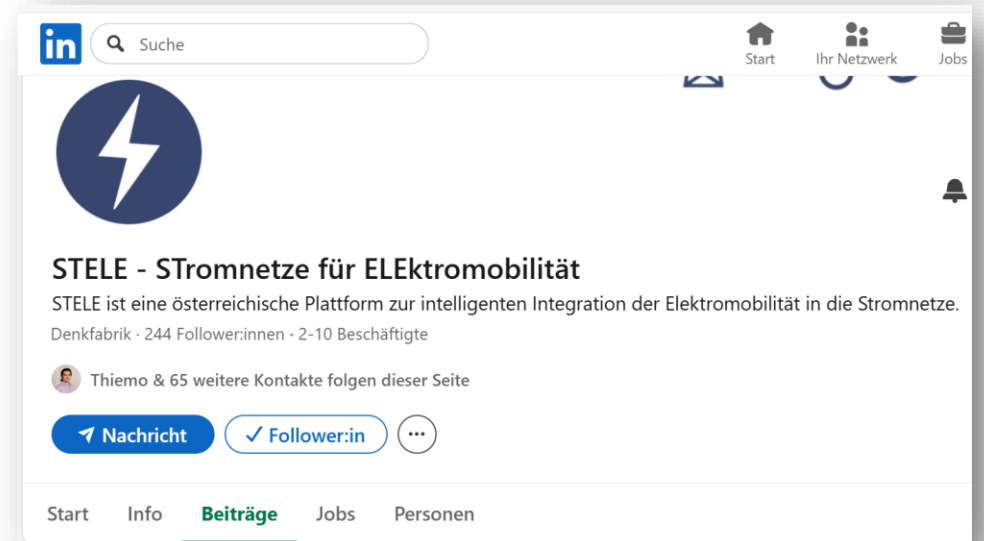 in
Suche
Start
Ihr Netzwerk
Jobs
STELE - STromnetze für ELEktromobilität
STELE ist eine österreichische Plattform zur intelligenten Integration der Elektromobilität in die Stromnetze.
Denkfabrik · 244 Follower:innen · 2-10 Beschäftigte
Thiemo & 65 weitere Kontakte folgen dieser Seite
Nachricht
Follower:in
Start
Info
Beiträge
Jobs
Personen